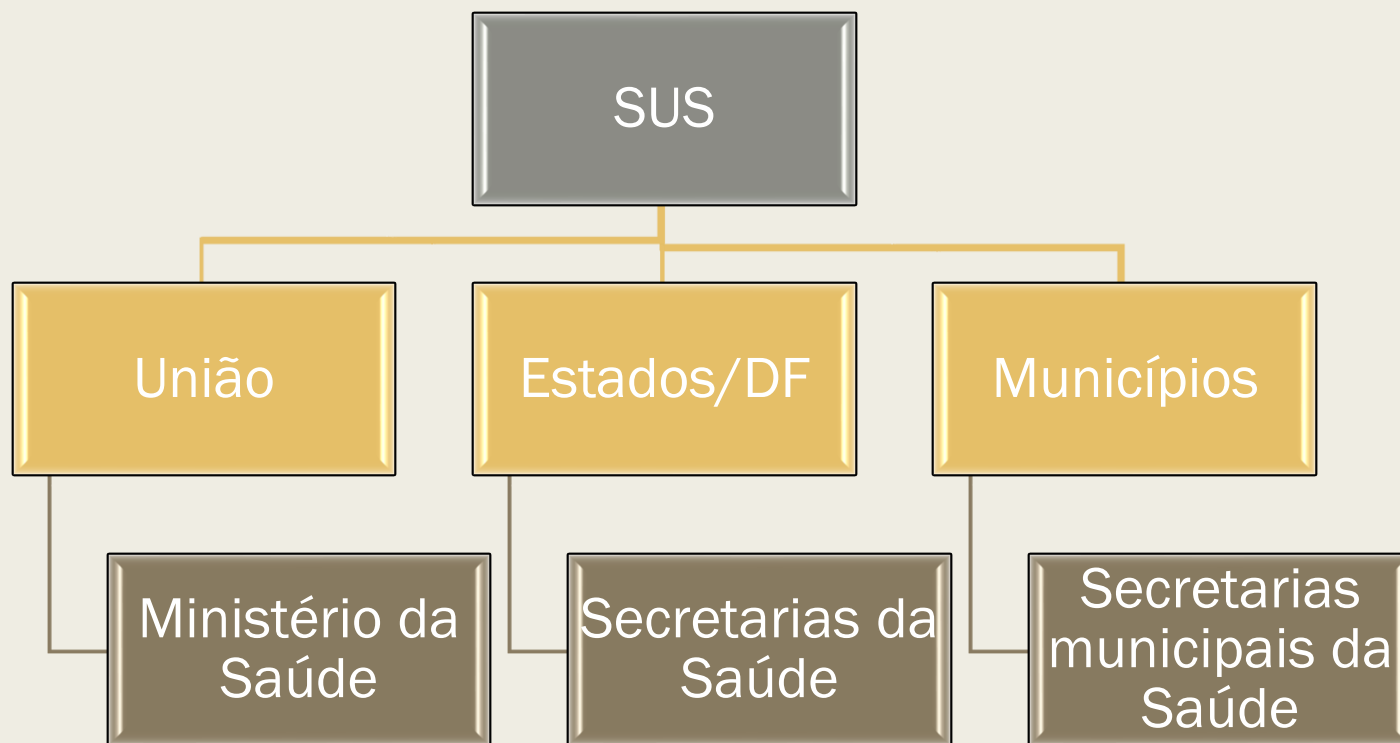 SUS
União
Estados/DF
Municípios
Ministério da
Saúde
Secretarias da
Saúde
Secretarias
municipais da
Saúde